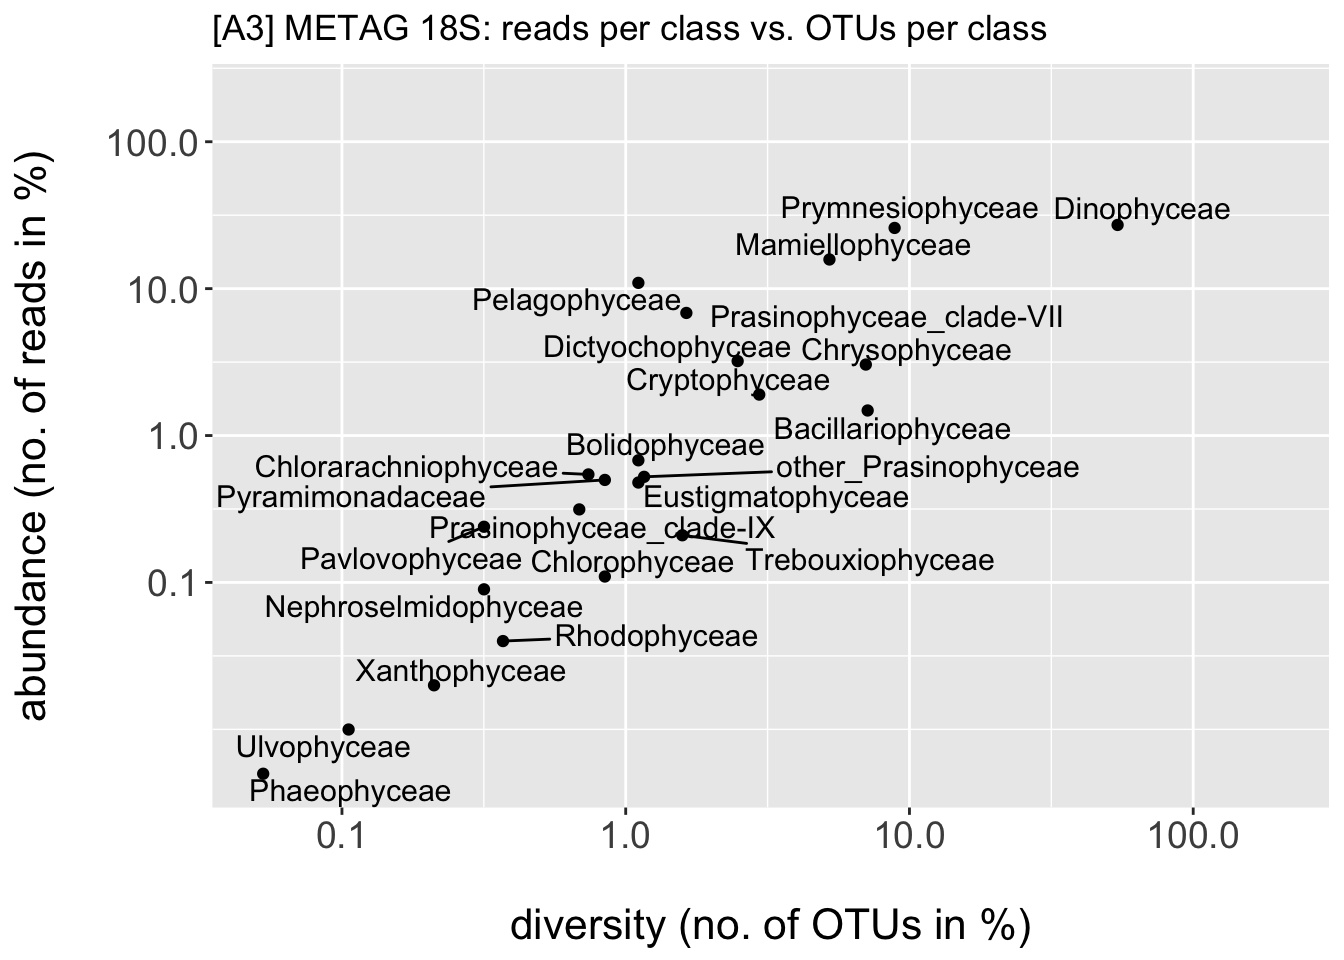 [A3] METAG 18S: reads per class vs. OTUs per class
abundance (no. of reads in %)
100.0
10.0
1.0
0.1
Prymnesiophyceae
Dinophyceae
Mamiellophyceae
Pelagophyceae
Prasinophyceae_clade-VII
Dictyochophyceae
Chrysophyceae
Cryptophyceae
Bacillariophyceae
Bolidophyceae
Chlorarachniophyceae
other_Prasinophyceae
Pyramimonadaceae
Eustigmatophyceae
Prasinophyceae_clade-IX
Pavlovophyceae
Chlorophyceae
Trebouxiophyceae
Nephroselmidophyceae
Rhodophyceae
Xanthophyceae
Ulvophyceae
Phaeophyceae
0.1
1.0
10.0
100.0
diversity (no. of OTUs in %)